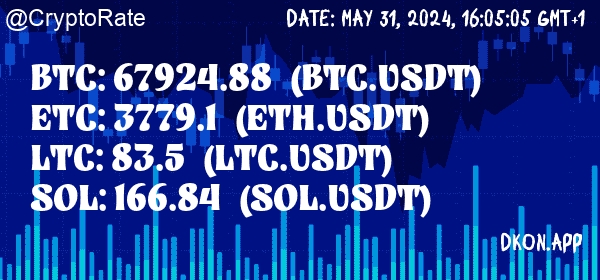 @CryptoRate
DATE: MAY 31, 2024, 16:05:05 GMT+1
BTC: 67924.88 (BTC.USDT)
ETC: 3779.1 (ETH.USDT)
LTC: 83.5 (LTC.USDT)
SOL: 166.84 (SOL.USDT)
DKON.APP